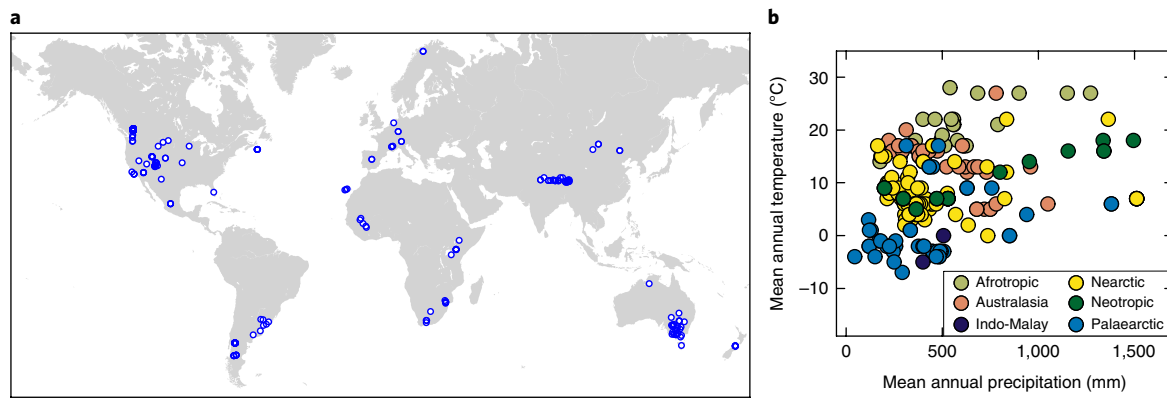 a
b
Mean annual temperature (°C)
30
20
10
0
−10
Afrotropic
Nearctic
Australasia
Neotropic
Indo-Malay
Palaearctic
0
500
1,000
1,500
Mean annual precipitation (mm)